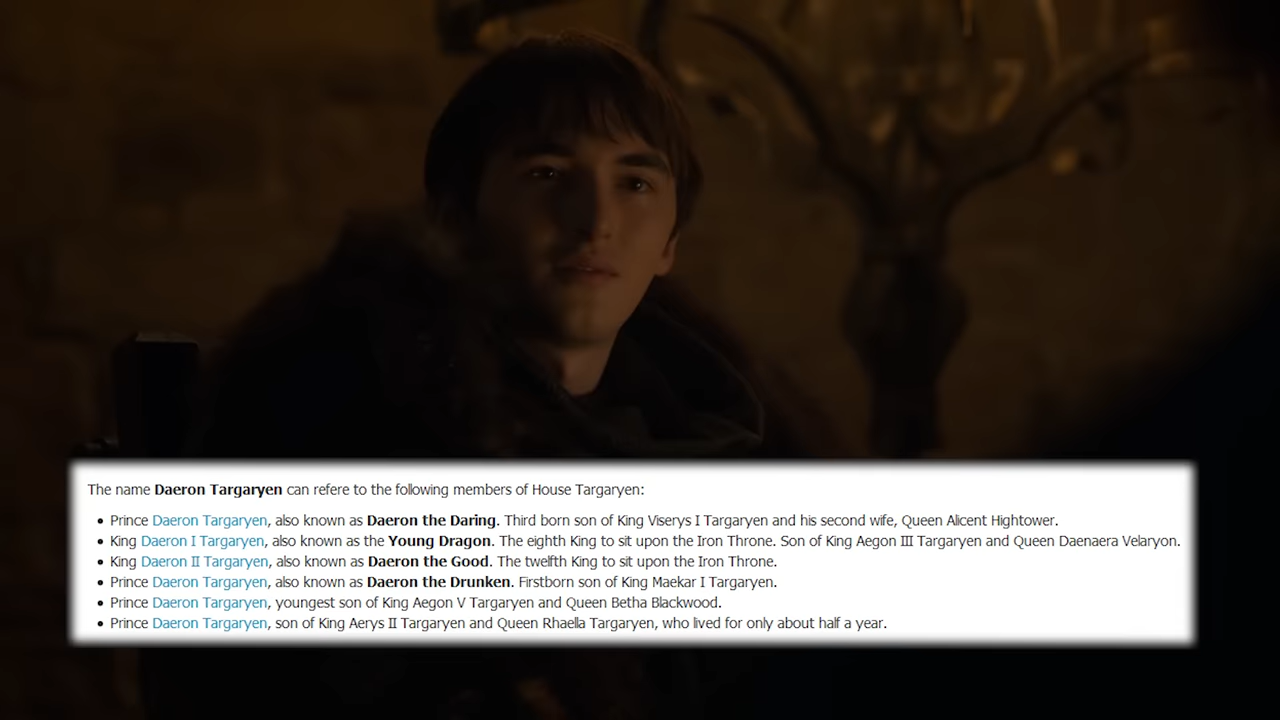 The name Daeron Targaryen can refere to the following members of House Targaryen:
• Prince Daeron Targaryen, also known as Daeron the Daring. Third born son of King Viserys I Targaryen and his second wife, Queen Alicent Hightower.
• King Daeron I Targaryen, also known as the Young Dragon. The eighth King to sit upon the Iron Throne. Son of King Aegon III Targaryen and Queen Daenaera Velaryon.
• King Daeron II Targaryen, also known as Daeron the Good. The twelfth King to sit upon the Iron Throne.
• Prince Daeron Targaryen, also known as Daeron the Drunken. Firstborn son of King Maekar I Targaryen.
• Prince Daeron Targaryen, youngest son of King Aegon V Targaryen and Queen Betha Blackwood.
• Prince Daeron Targaryen, son of King Aerys II Targaryen and Queen Rhaella Targaryen, who lived for only about half a year.